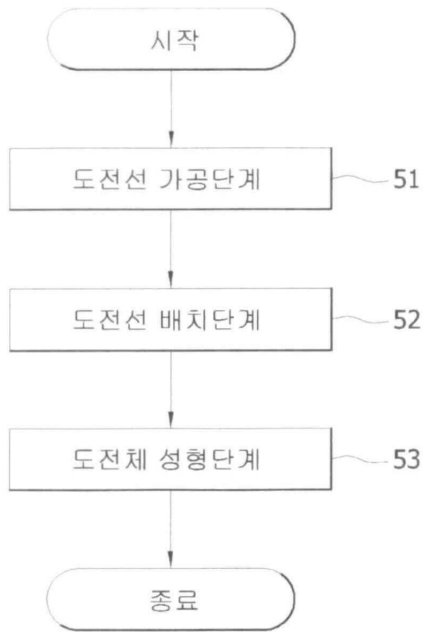 시작
도전선 가공단계 51
도전선 배치단계 52
도전체 성형단계 53
종료